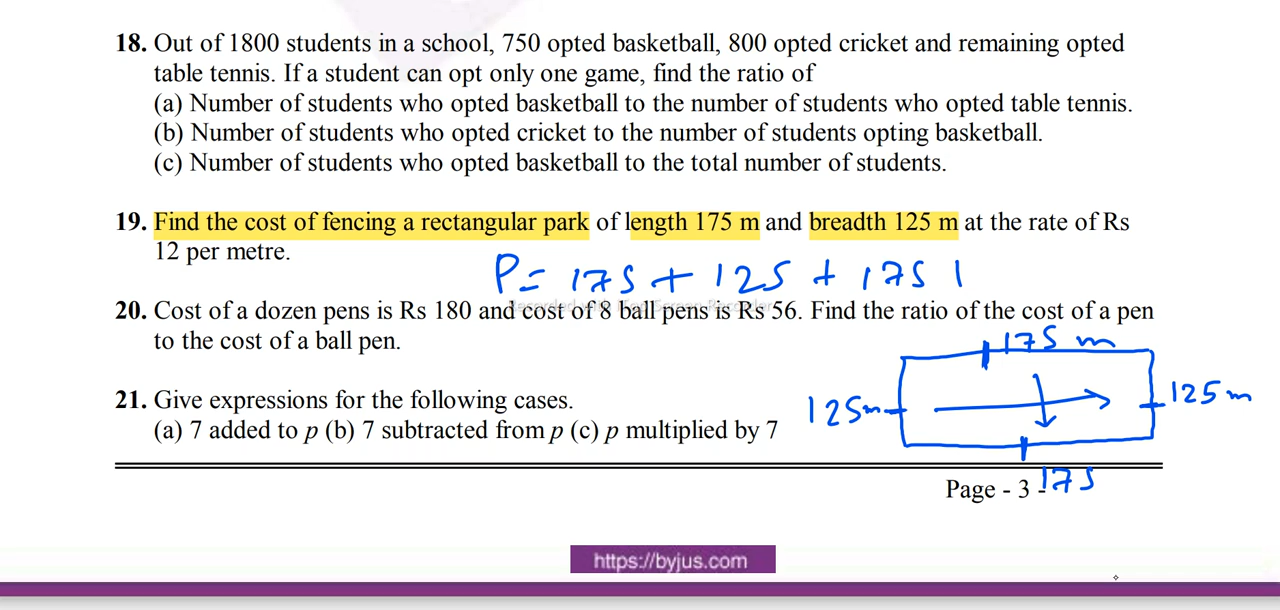 18. Out of 1800 students in a school, 750 opted basketball, 800 opted cricket and remaining opted
table tennis. If a student can opt only one game, find the ratio of
(a) Number of students who opted basketball to the number of students who opted table tennis.
(b) Number of students who opted cricket to the number of students opting basketball.
(c) Number of students who opted basketball to the total number of students.
19. Find the cost of fencing a rectangular park of length 175 m and breadth 125 m at the rate of Rs
12 per metre.
P = 175 + 125 + 175 1
20. Cost of a dozen pens is Rs 180 and cost of 8 ball pens is Rs 56. Find the ratio of the cost of a pen
to the cost of a ball pen.
175 m
125m
125 m
21. Give expressions for the following cases.
(a) 7 added to p (b) 7 subtracted from p (c) p multiplied by 7
175
Page - 3 -
https://byjus.com